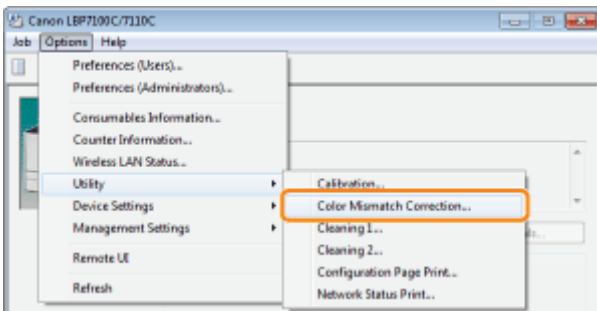 Canon LBP7100C/7110C
Job Options Help
Preferences (Users)...
Preferences (Administrators)...
Consumables Information...
Counter Information...
Wireless LAN Status...
Utility
Calibration...
Device Settings
Color Mismatch Correction...
Management Settings
Cleaning 1...
Cleaning 2...
Remote UI
Configuration Page Print...
Refresh
Network Status Print...